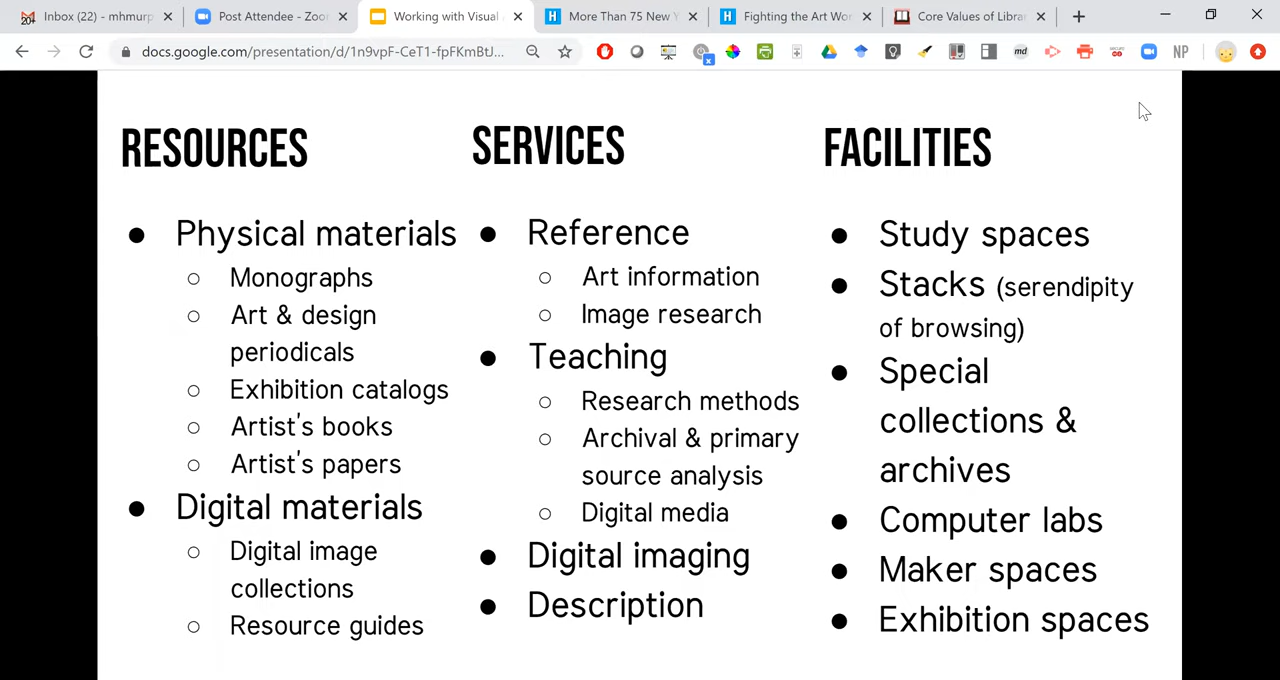 Inbox (22) - mhmurp
Post Attendee - Zoo
Working with Visual
More Than 75 New Y
Fighting the Art Wo
Core Values of Libra
docs.google.com/presentation/d/1n9vpF-CeT1-fpFKmBtJ...
md
NP
RESOURCES
Physical materials
Monographs
Art & design
periodicals
Exhibition catalogs
Artist's books
Artist's papers
Digital materials
Digital image
collections
Resource guides
SERVICES
Reference
Art information
Image research
Teaching
Research methods
Archival & primary
source analysis
Digital media
Digital imaging
Description
FACILITIES
Study spaces
Stacks (serendipity
of browsing)
Special
collections &
archives
Computer labs
Maker spaces
Exhibition spaces